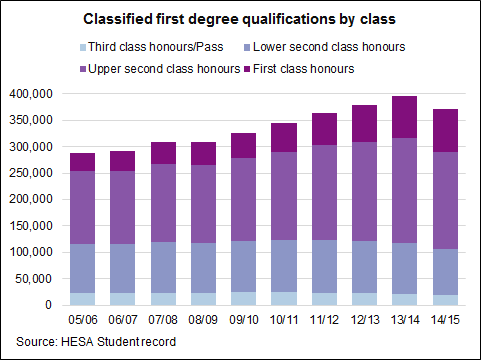 Classified first degree qualifications by class
Third class honours/Pass Lower second class honours
Upper second class honours First class honours
400,000
350,000
300,000
250,000
200,000
150,000
100,000
50,000
0
05/06 06/07 07/08 08/09 09/10 10/11 11/12 12/13 13/14 14/15
Source: HESA Student record